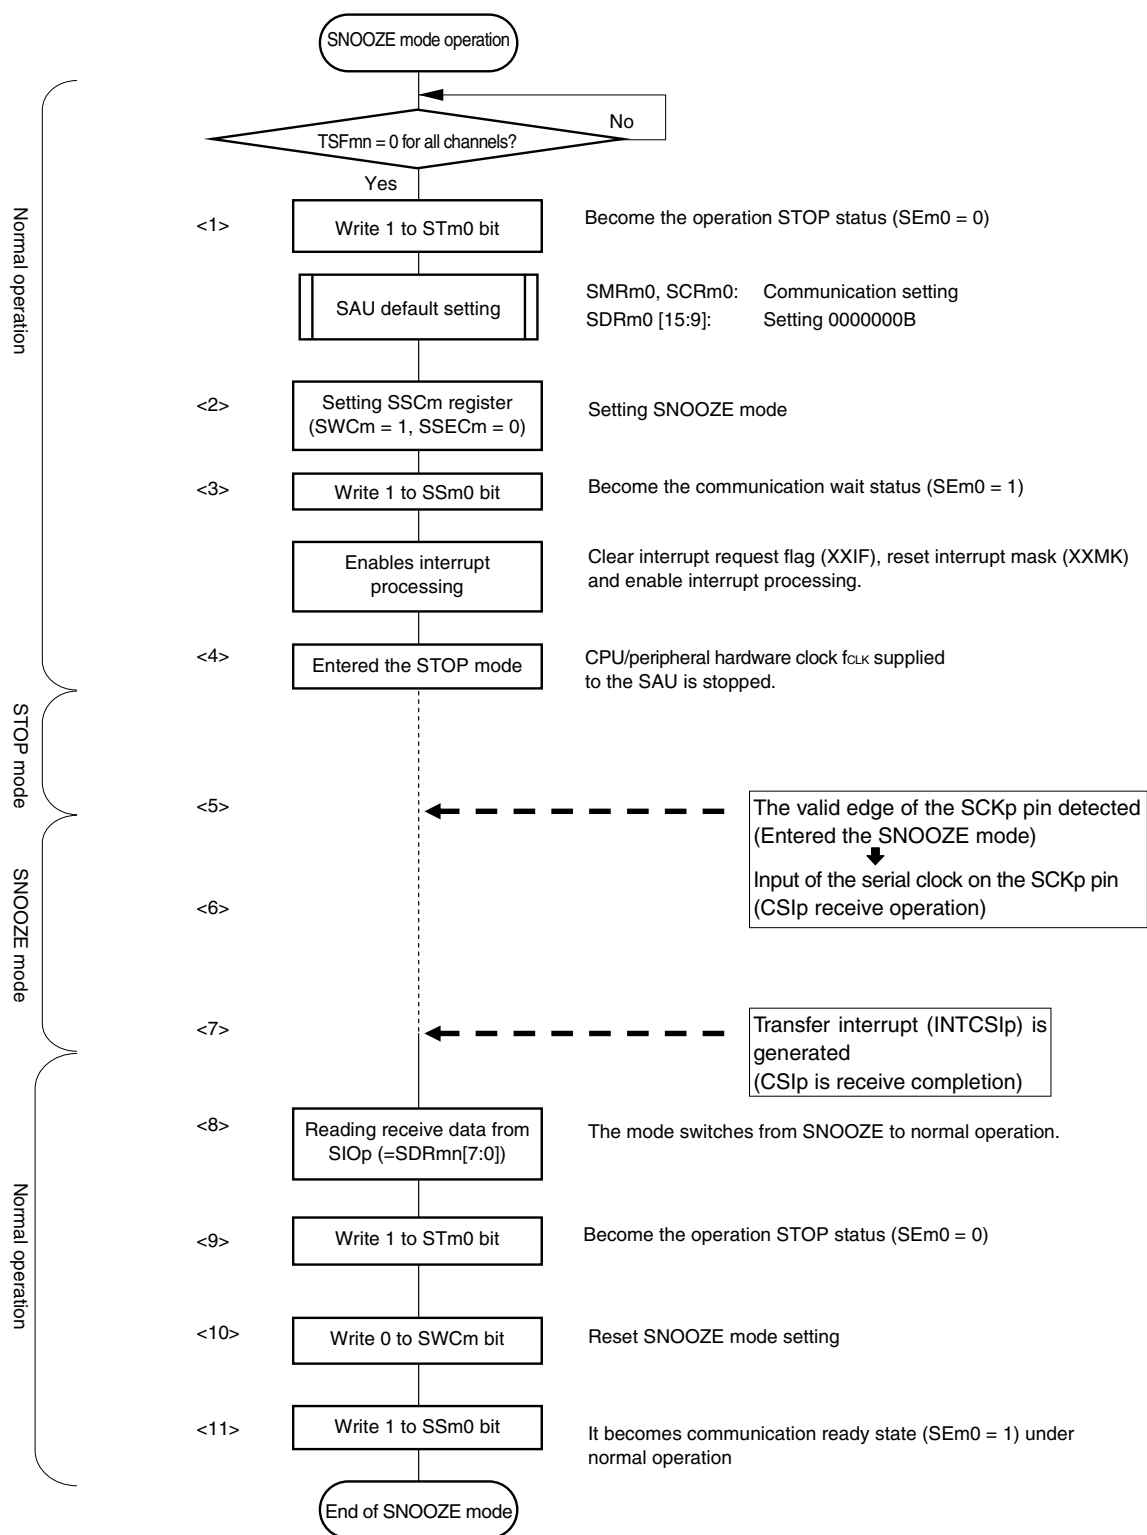 SNOOZE mode operation
No
TSFmn = 0 for all channels?
Yes
Normal operation
<1>
Write 1 to STm0 bit
Become the operation STOP status (SEm0 = 0)
SAU default setting
SMRm0, SCRm0: Communication setting
SDRm0 [15:9]: Setting 0000000B
<2>
Setting SSCm register
(SWCm = 1, SSECm = 0)
Setting SNOOZE mode
<3>
Write 1 to SSm0 bit
Become the communication wait status (SEm0 = 1)
Enables interrupt
processing
Clear interrupt request flag (XXIF), reset interrupt mask (XXMK)
and enable interrupt processing.
<4>
Entered the STOP mode
CPU/peripheral hardware clock fCLK supplied
to the SAU is stopped.
STOP mode
<5>
The valid edge of the SCKp pin detected
(Entered the SNOOZE mode)
Input of the serial clock on the SCKp pin
(CSIp receive operation)
SNOOZE mode
<6>
<7>
Transfer interrupt (INTCSIp) is
generated
(CSIp is receive completion)
Normal operation
<8>
Reading receive data from
SIOp (=SDRmn[7:0])
The mode switches from SNOOZE to normal operation.
<9>
Write 1 to STm0 bit
Become the operation STOP status (SEm0 = 0)
<10>
Write 0 to SWCm bit
Reset SNOOZE mode setting
<11>
Write 1 to SSm0 bit
It becomes communication ready state (SEm0 = 1) under
normal operation
End of SNOOZE mode